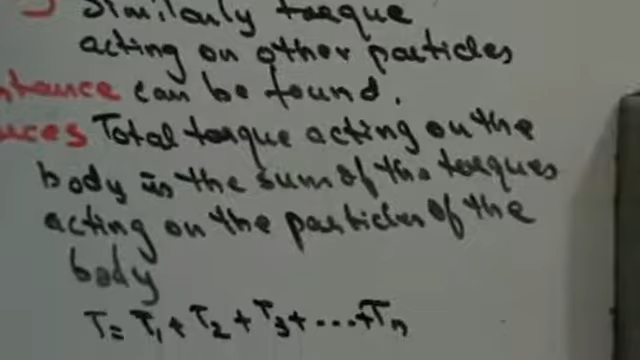 Similarly torque
acting on other particles
can be found.
Total torque acting on the
body is the sum of the torques
acting on the particles of the
body
T = T₁ + T₂ + T₃ + ... + Tₙ